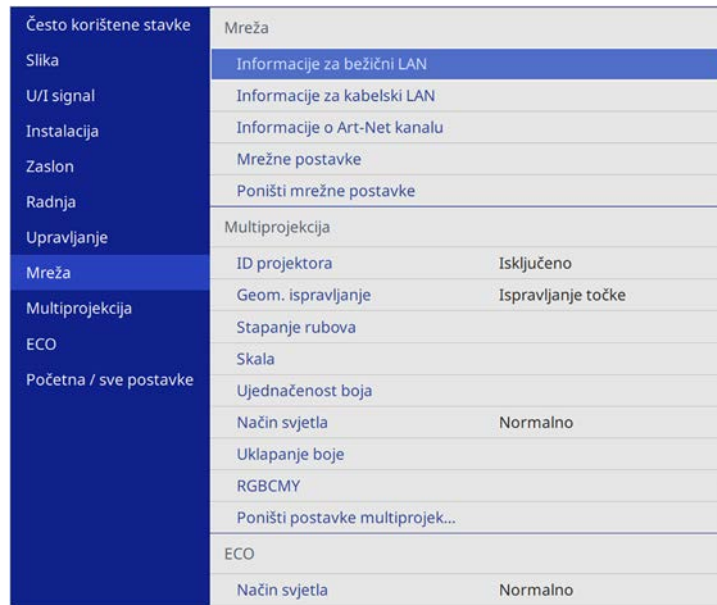 Često korištene stavke
Slika
U/I signal
Instalacija
Zaslon
Radnja
Upravljanje
Mreža
Multiprojekcija
ECO
Početna / sve postavke
Mreža
Informacije za bežični LAN
Informacije za kabelski LAN
Informacije o Art-Net kanalu
Mrežne postavke
Poništi mrežne postavke
Multiprojekcija
ID projektora Isključeno
Geom. ispravljanje Ispravljanje točke
Stapanje rubova
Skala
Ujednačenost boja
Način svjetla Normalno
Uklapanje boje
RGBCMY
Poništi postavke multiprojek...
ECO
Način svjetla Normalno